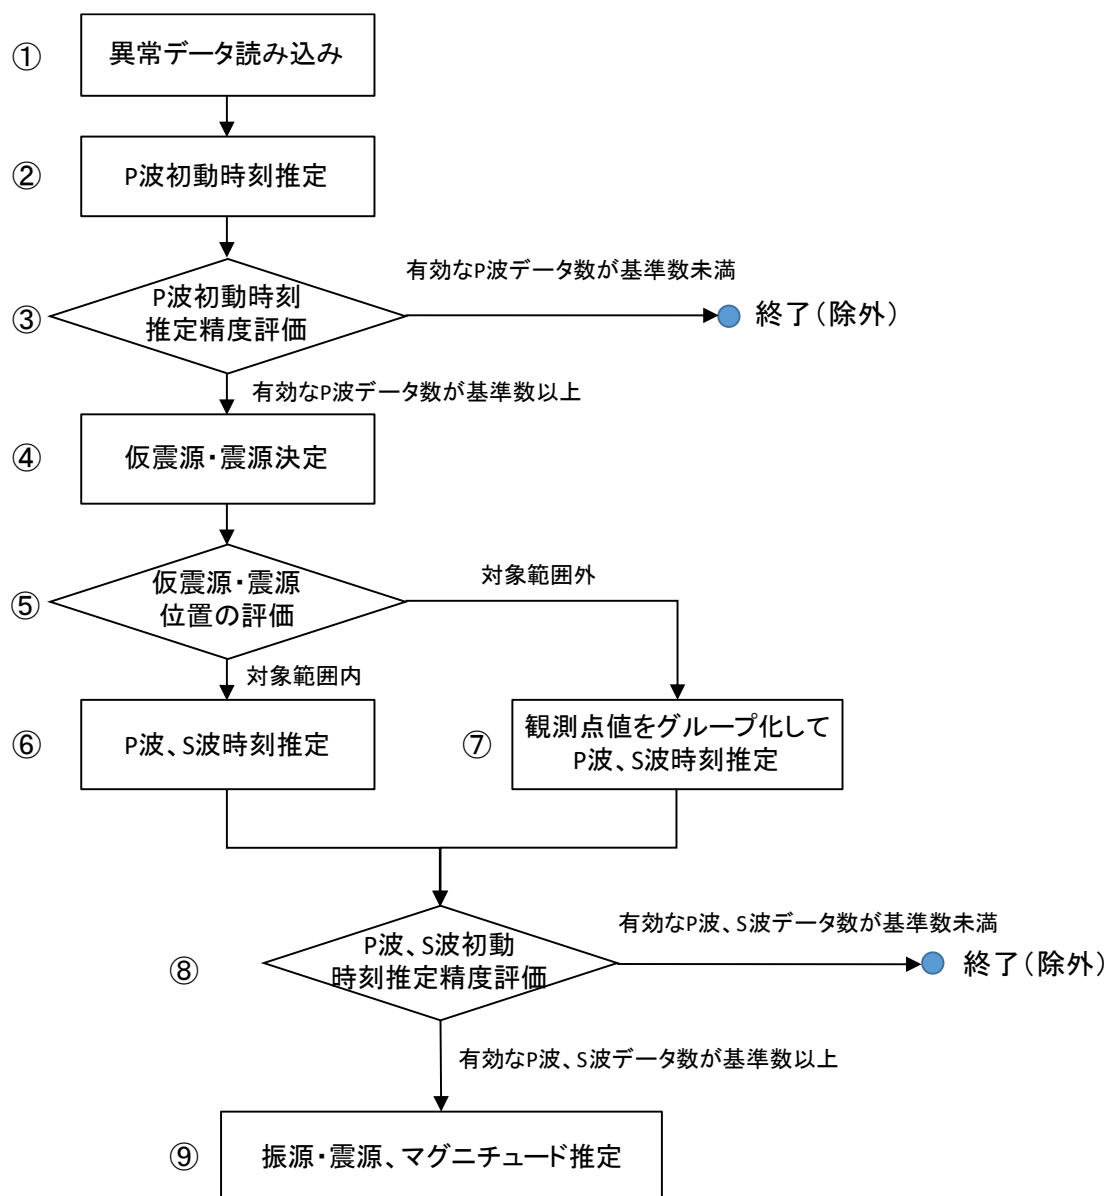 ①
異常データ読み込み
②
P波初動時刻推定
有効なP波データ数が基準数未満
③
P波初動時刻
推定精度評価
終了(除外)
有効なP波データ数が基準数以上
④
仮震源・震源決定
対象範囲外
⑤
仮震源・震源
位置の評価
対象範囲内
⑥
P波、S波時刻推定
⑦
観測点値をグループ化して
P波、S波時刻推定
有効なP波、S波データ数が基準数未満
⑧
P波、S波初動
時刻推定精度評価
終了(除外)
有効なP波、S波データ数が基準数以上
⑨
振源・震源、マグニチュード推定